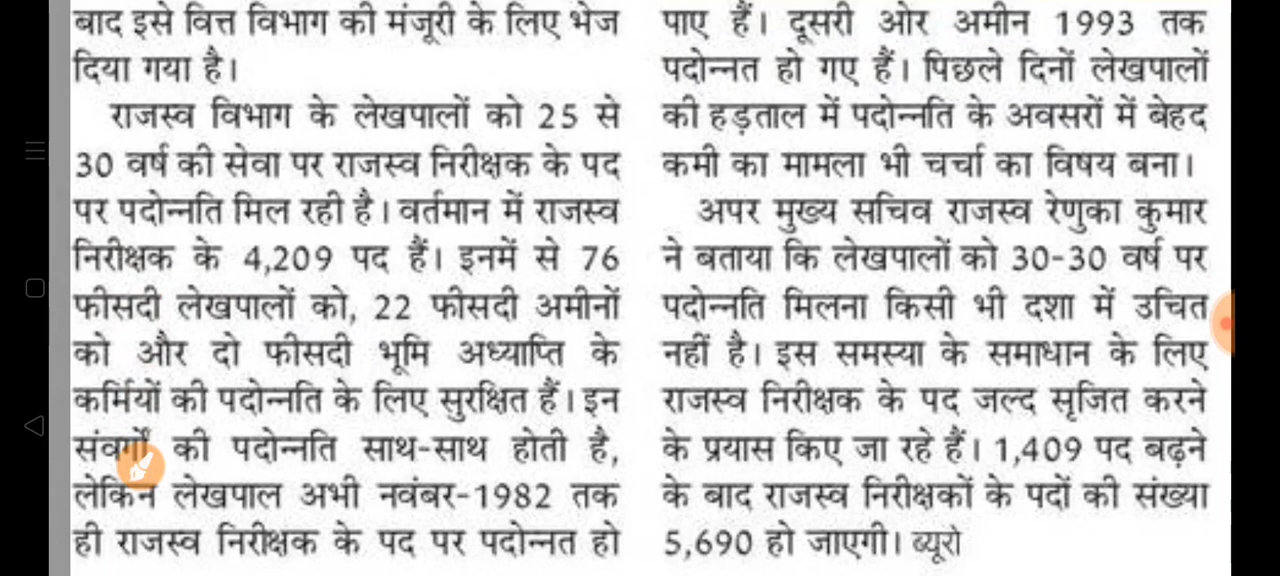 बाद इसे वित्त विभाग की मंजूरी के लिए भेज
दिया गया है।
राजस्व विभाग के लेखपालों को 25 से
30 वर्ष की सेवा पर राजस्व निरीक्षक के पद
पर पदोन्नति मिल रही है। वर्तमान में राजस्व
निरीक्षक के 4,209 पद हैं। इनमें से 76
फीसदी लेखपालों को, 22 फीसदी अमीनों
को और दो फीसदी भूमि अध्याप्ति के
कर्मियों की पदोन्नति के लिए सुरक्षित हैं। इन
संवर्गों की पदोन्नति साथ-साथ होती है,
लेकिन लेखपाल अभी नवंबर-1982 तक
ही राजस्व निरीक्षक के पद पर पदोन्नत हो
पाए हैं। दूसरी ओर अमीन 1993 तक
पदोन्नत हो गए हैं। पिछले दिनों लेखपालों
की हड़ताल में पदोन्नति के अवसरों में बेहद
कमी का मामला भी चर्चा का विषय बना।
अपर मुख्य सचिव राजस्व रेणुका कुमार
ने बताया कि लेखपालों को 30-30 वर्ष पर
पदोन्नति मिलना किसी भी दशा में उचित
नहीं है। इस समस्या के समाधान के लिए
राजस्व निरीक्षक के पद जल्द सृजित करने
के प्रयास किए जा रहे हैं। 1,409 पद बढ़ने
के बाद राजस्व निरीक्षकों के पदों की संख्या
5,690 हो जाएगी। ब्यूरो